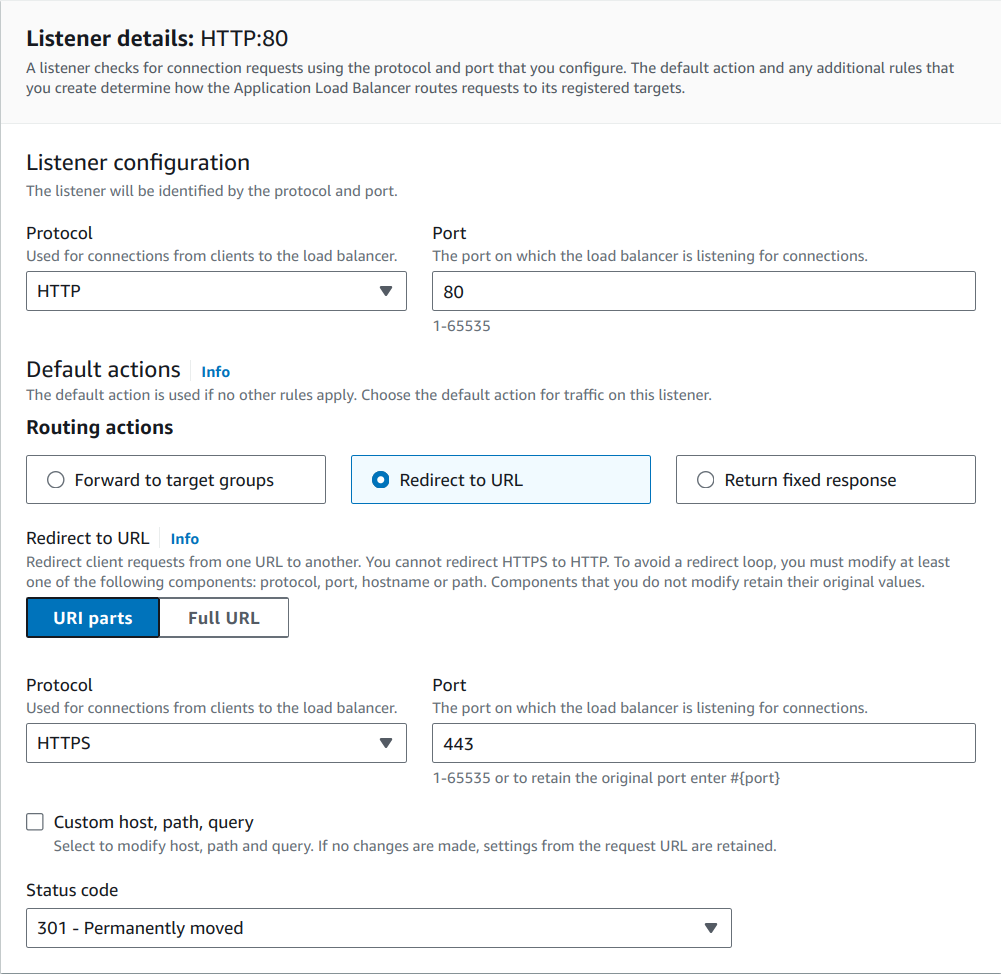 Listener details: HTTP:80
A listener checks for connection requests using the protocol and port that you configure. The default action and any additional rules that
you create determine how the Application Load Balancer routes requests to its registered targets.
Listener configuration
The listener will be identified by the protocol and port.
Protocol
Used for connections from clients to the load balancer.
HTTP
Port
The port on which the load balancer is listening for connections.
80
1-65535
Default actions Info
The default action is used if no other rules apply. Choose the default action for traffic on this listener.
Routing actions
Forward to target groups
Redirect to URL
Return fixed response
Redirect to URL Info
Redirect client requests from one URL to another. You cannot redirect HTTPS to HTTP. To avoid a redirect loop, you must modify at least
one of the following components: protocol, port, hostname or path. Components that you do not modify retain their original values.
URI parts
Full URL
Protocol
Used for connections from clients to the load balancer.
HTTPS
Port
The port on which the load balancer is listening for connections.
443
1-65535 or to retain the original port enter #{port}
Custom host, path, query
Select to modify host, path and query. If no changes are made, settings from the request URL are retained.
Status code
301 - Permanently moved